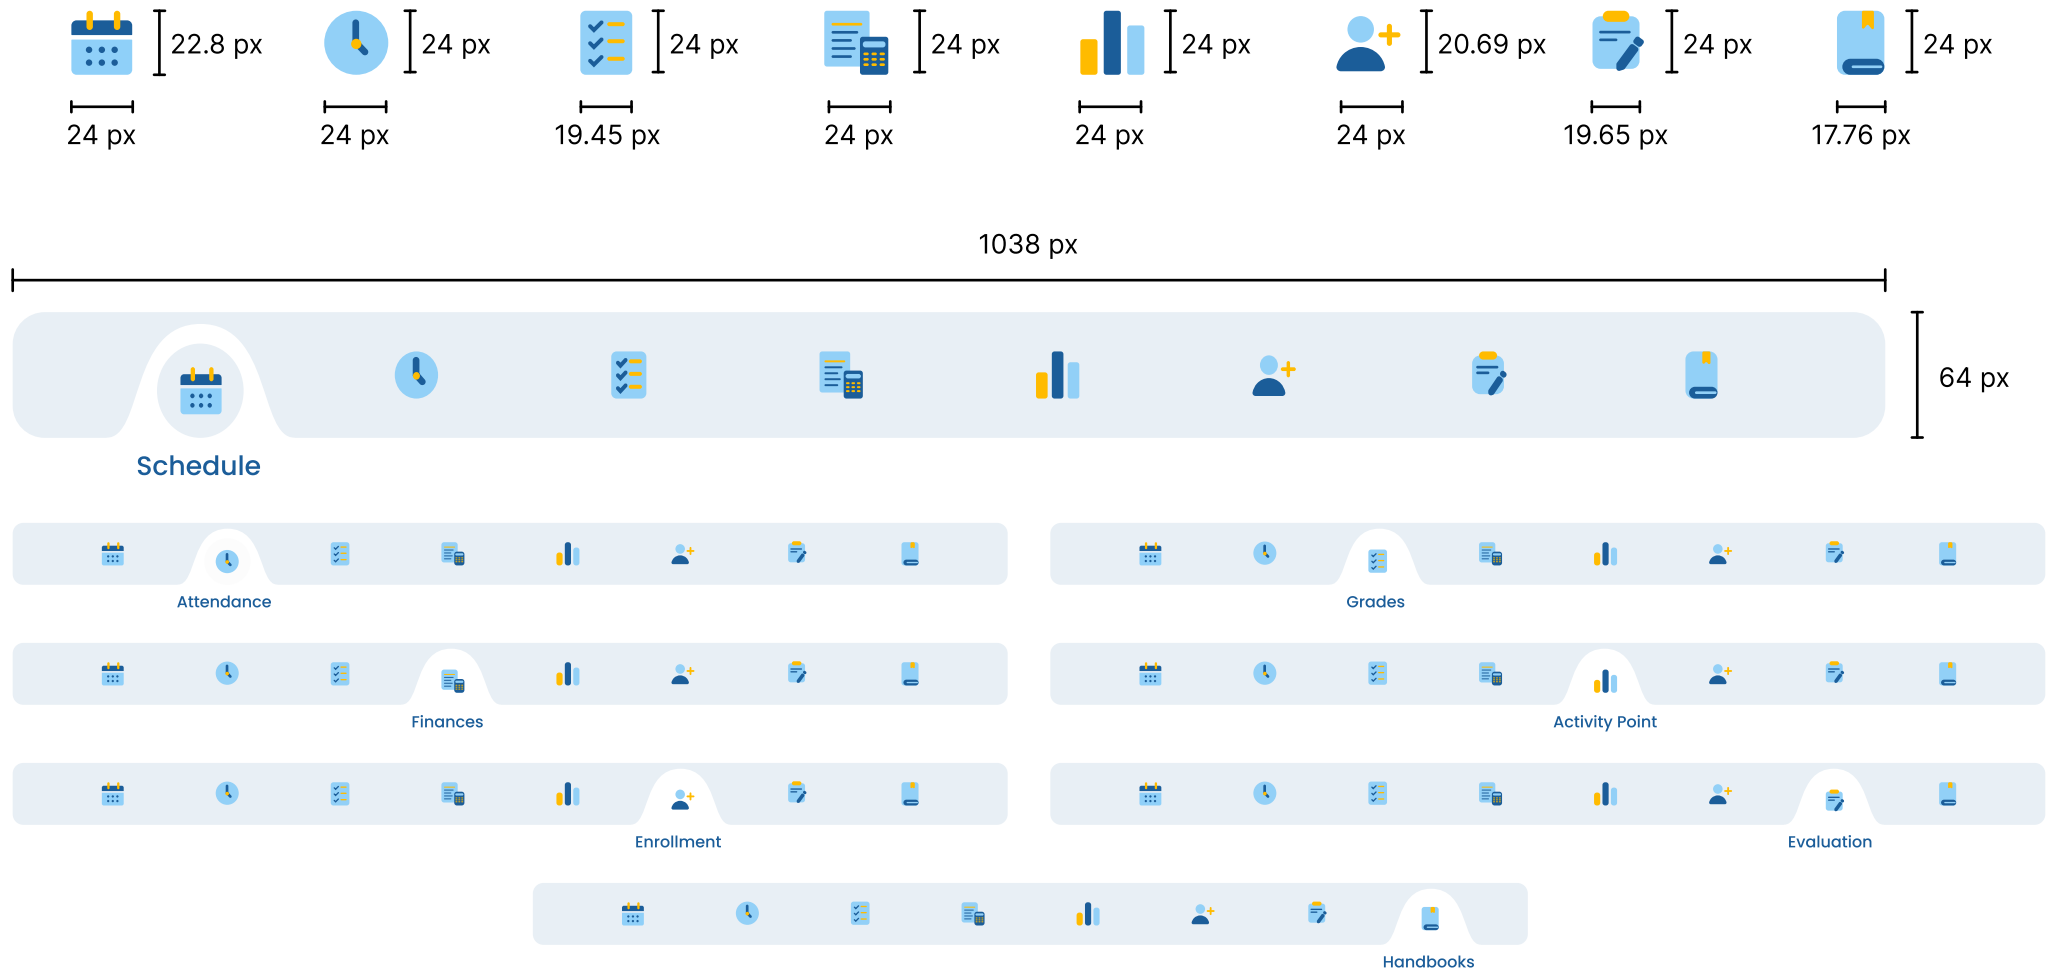 22.8 px
24 px
24 px
24 px
24 px
20.69 px
24 px
24 px
24 px
24 px
19.45 px
24 px
24 px
24 px
19.65 px
17.76 px
1038 px
64 px
Schedule
Attendance
Grades
Finances
Activity Point
Enrollment
Evaluation
Handbooks